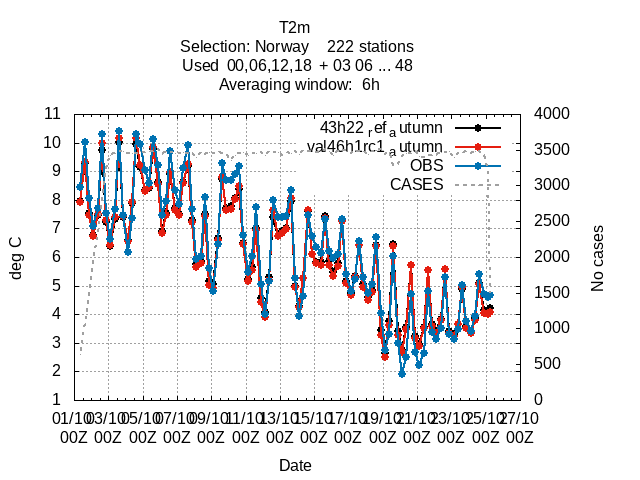 T2m
Selection: Norway 222 stations
Used 00,06,12,18 + 03 06 ... 48
Averaging window: 6h
11
10
9
8
7
6
5
4
3
2
1
deg C
43h22_ref_autumn
val46h1rc1_autumn
OBS
CASES
4000
3500
3000
2500
2000
1500
1000
500
0
No cases
01/10 03/10 05/10 07/10 09/10 11/10 13/10 15/10 17/10 19/10 21/10 23/10 25/10 27/10
00Z 00Z 00Z 00Z 00Z 00Z 00Z 00Z 00Z 00Z 00Z 00Z 00Z 00Z
Date